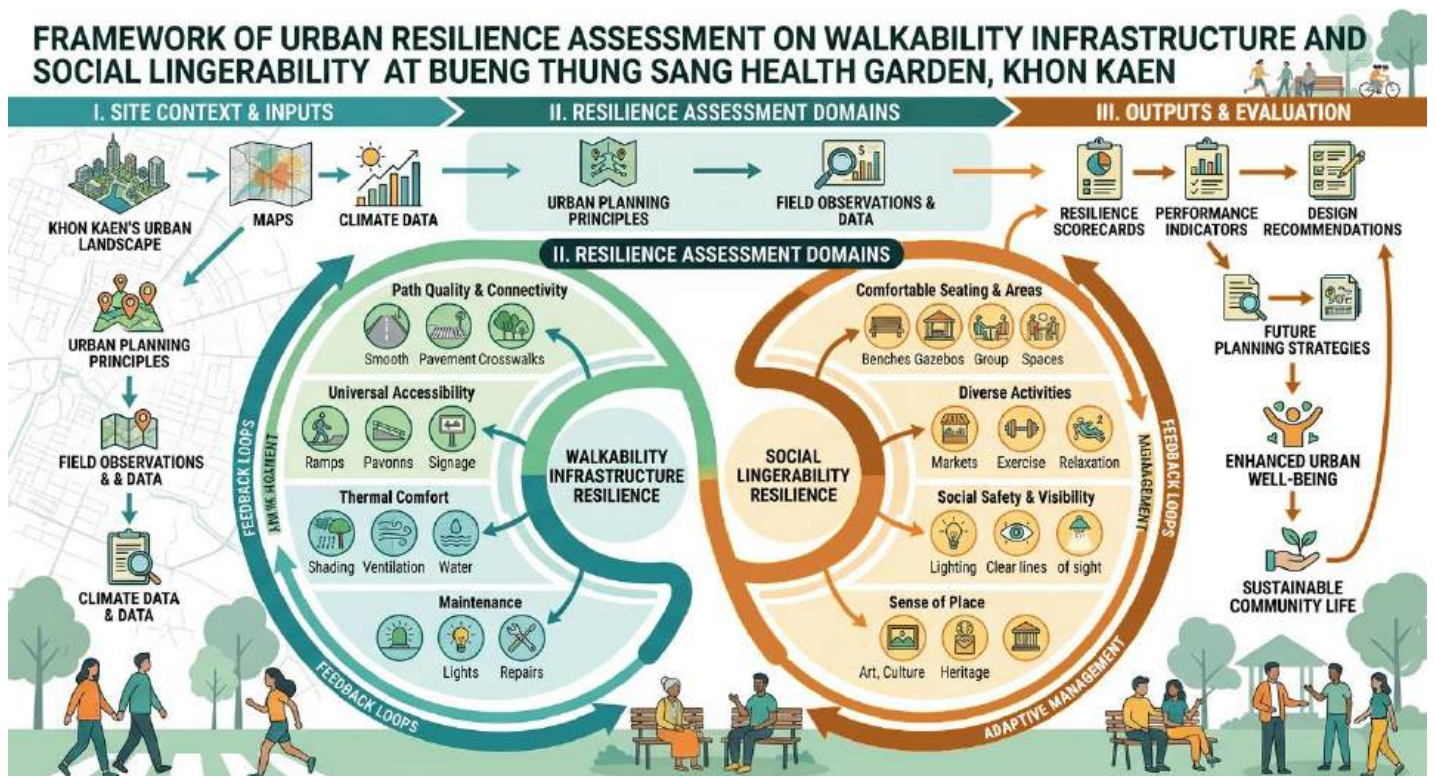 FRAMEWORK OF URBAN RESILIENCE ASSESSMENT ON WALKABILITY INFRASTRUCTURE AND
SOCIAL LINGERABILITY AT BUENG THUNG SANG HEALTH GARDEN, KHON KAEN
I. SITE CONTEXT & INPUTS
II. RESILIENCE ASSESSMENT DOMAINS
III. OUTPUTS & EVALUATION
KHON KAEN'S URBAN
LANDSCAPE
MAPS
CLIMATE DATA
URBAN PLANNING
PRINCIPLES
FIELD OBSERVATIONS
& & DATA
CLIMATE DATA
& DATA
URBAN PLANNING
PRINCIPLES
FIELD OBSERVATIONS &
DATA
RESILIENCE
SCORECARDS
PERFORMANCE
INDICATORS
DESIGN
RECOMMENDATIONS
II. RESILIENCE ASSESSMENT DOMAINS
Path Quality & Connectivity
Smooth Pavement Crosswalks
Universal Accessibility
Ramps Pavonns Signage
Thermal Comfort
Shading Ventilation Water
Maintenance
Lights Repairs
WALKABILITY
INFRASTRUCTURE
RESILIENCE
FEEDBACK LOOPS
FEEDBACK LOOPS
SOCIAL
LINGERABILITY
RESILIENCE
Comfortable Seating & Areas
Benches Gazebos Group Spaces
Diverse Activities
Markets Exercise Relaxation
Social Safety & Visibility
Lighting Clear lines of sight
Sense of Place
Art, Culture Heritage
FEEDBACK LOOPS
ADAPTIVE MANAGEMENT
FUTURE
PLANNING STRATEGIES
ENHANCED URBAN
WELL-BEING
SUSTAINABLE
COMMUNITY LIFE